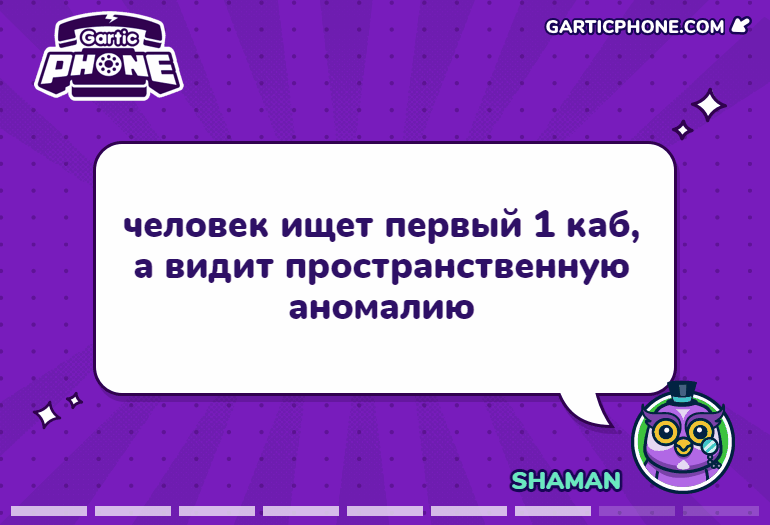 Gartic
PHONE
GARTICPHONE.COM
человек ищет первый 1 каб,
а видит пространственную
аномалию
SHAMAN